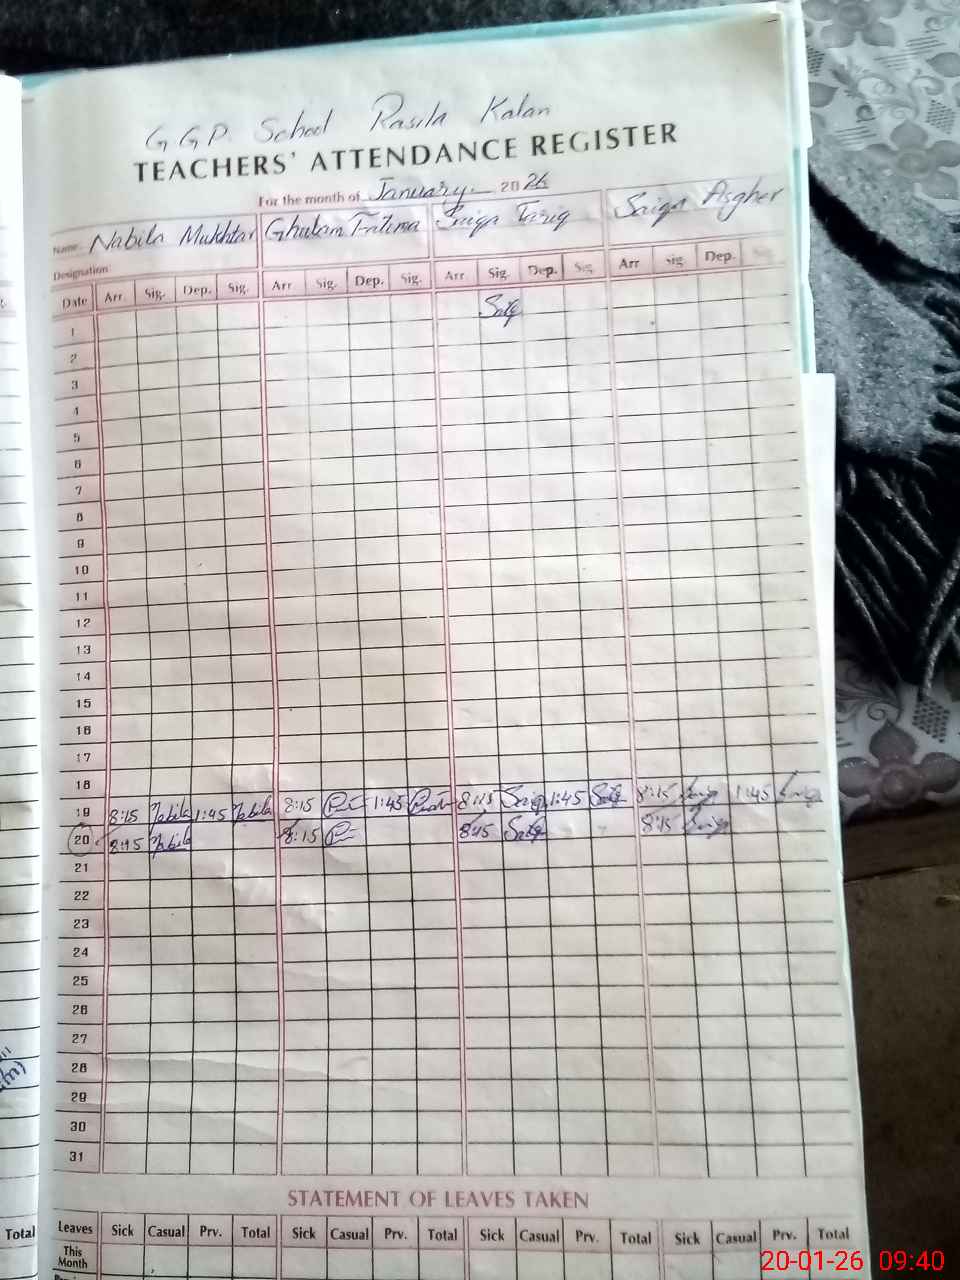 G G P. School Rasila Kalan
TEACHERS' ATTENDANCE REGISTER
For the month of January. 2026
Name. Nabila Mukhtar Ghulam Fatima Saiqa Tariq Saiqa Asgher
Designation
Date Arr. Sig. Dep. Sig. Arr Sig. Dep. Sig. Arr Sig. Dep. Sig. Arr Sig Dep. Sig
1
2
3
4
5
6
7
8
9
10
11
12
13
14
15
16
17
18
19 8:15 Nabila 1:45 Nabila 8:15 1:45 8:15 Saiq 1:45 8:15 1:45
20 8:15 Nabila 8:15 8:15 8:15
21
22
23
24
25
26
27
28
29
30
31
STATEMENT OF LEAVES TAKEN
Total Leaves Sick Casual Prv. Total Sick Casual Prv. Total Sick Casual Prv. Total Sick Casual Prv. Total
This
Month
20-01-26 09:40